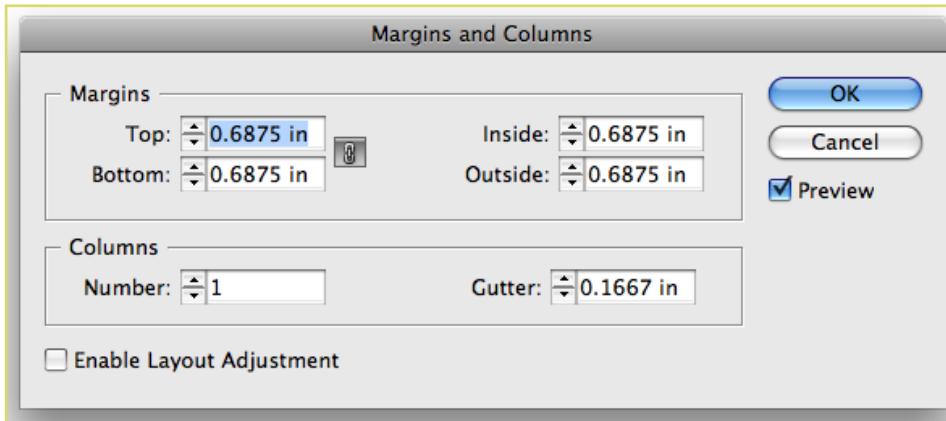 Margins and Columns
Margins
Top: 0.6875 in
Inside: 0.6875 in
Bottom: 0.6875 in
Outside: 0.6875 in
Columns
Number: 1
Gutter: 0.1667 in
Enable Layout Adjustment
OK
Cancel
Preview